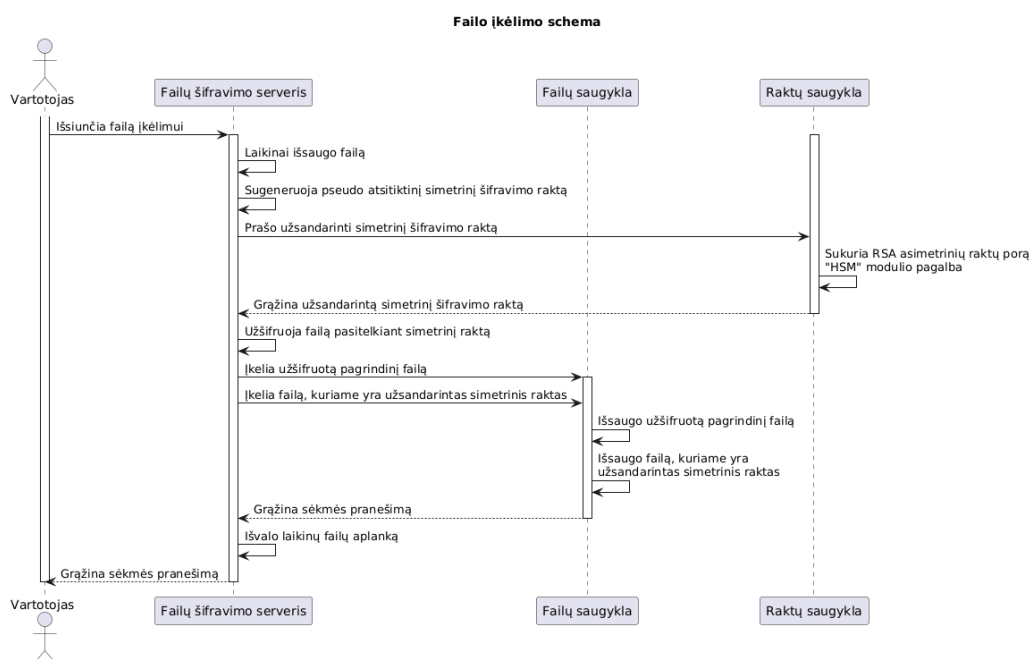 Failo įkėlimo schema
Vartotojas
Failų šifravimo serveris
Failų saugykla
Raktų saugykla
Išsiunčia failą įkėlimui
Laikinai išsaugo failą
Sugeneruoja pseudo atsitiktinį simetrinį šifravimo raktą
Prašo užsandarinti simetrinį šifravimo raktą
Sukuria RSA asimetrinių raktų porą
"HSM" modulio pagalba
Grąžina užsandarintą simetrinį šifravimo raktą
Užšifruoja failą pasitelkiant simetrinį raktą
Įkelia užšifruotą pagrindinį failą
Įkelia failą, kuriame yra užsandarintas simetrinis raktas
Išsaugo užšifruotą pagrindinį failą
Išsaugo failą, kuriame yra
užsandarintas simetrinis raktas
Grąžina sėkmės pranešimą
Išvalo laikinų failų aplanką
Grąžina sėkmės pranešimą
Vartotojas
Failų šifravimo serveris
Failų saugykla
Raktų saugykla